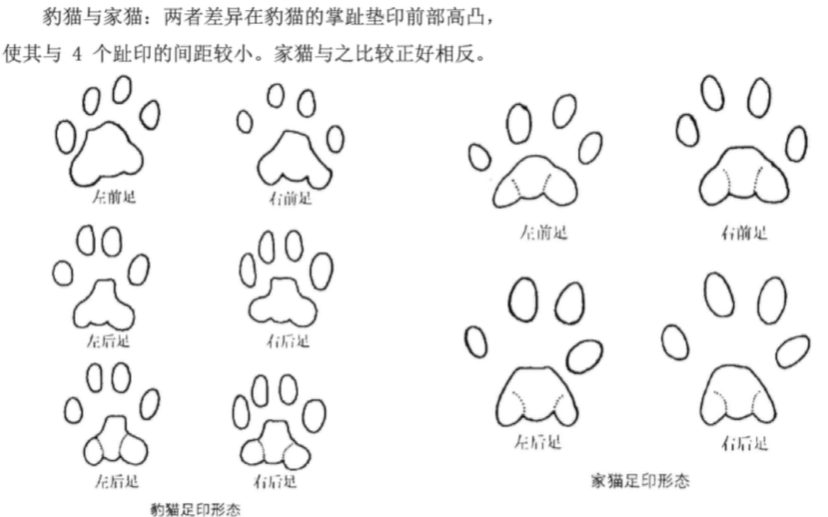 豹猫与家猫：两者差异在豹猫的掌趾垫印前部高凸，
使其与 4 个趾印的间距较小。家猫与之比较正好相反。
左前足 右前足
左前足 右前足
左后足 右后足
左后足 右后足
左后足 右后足
豹猫足印形态
家猫足印形态